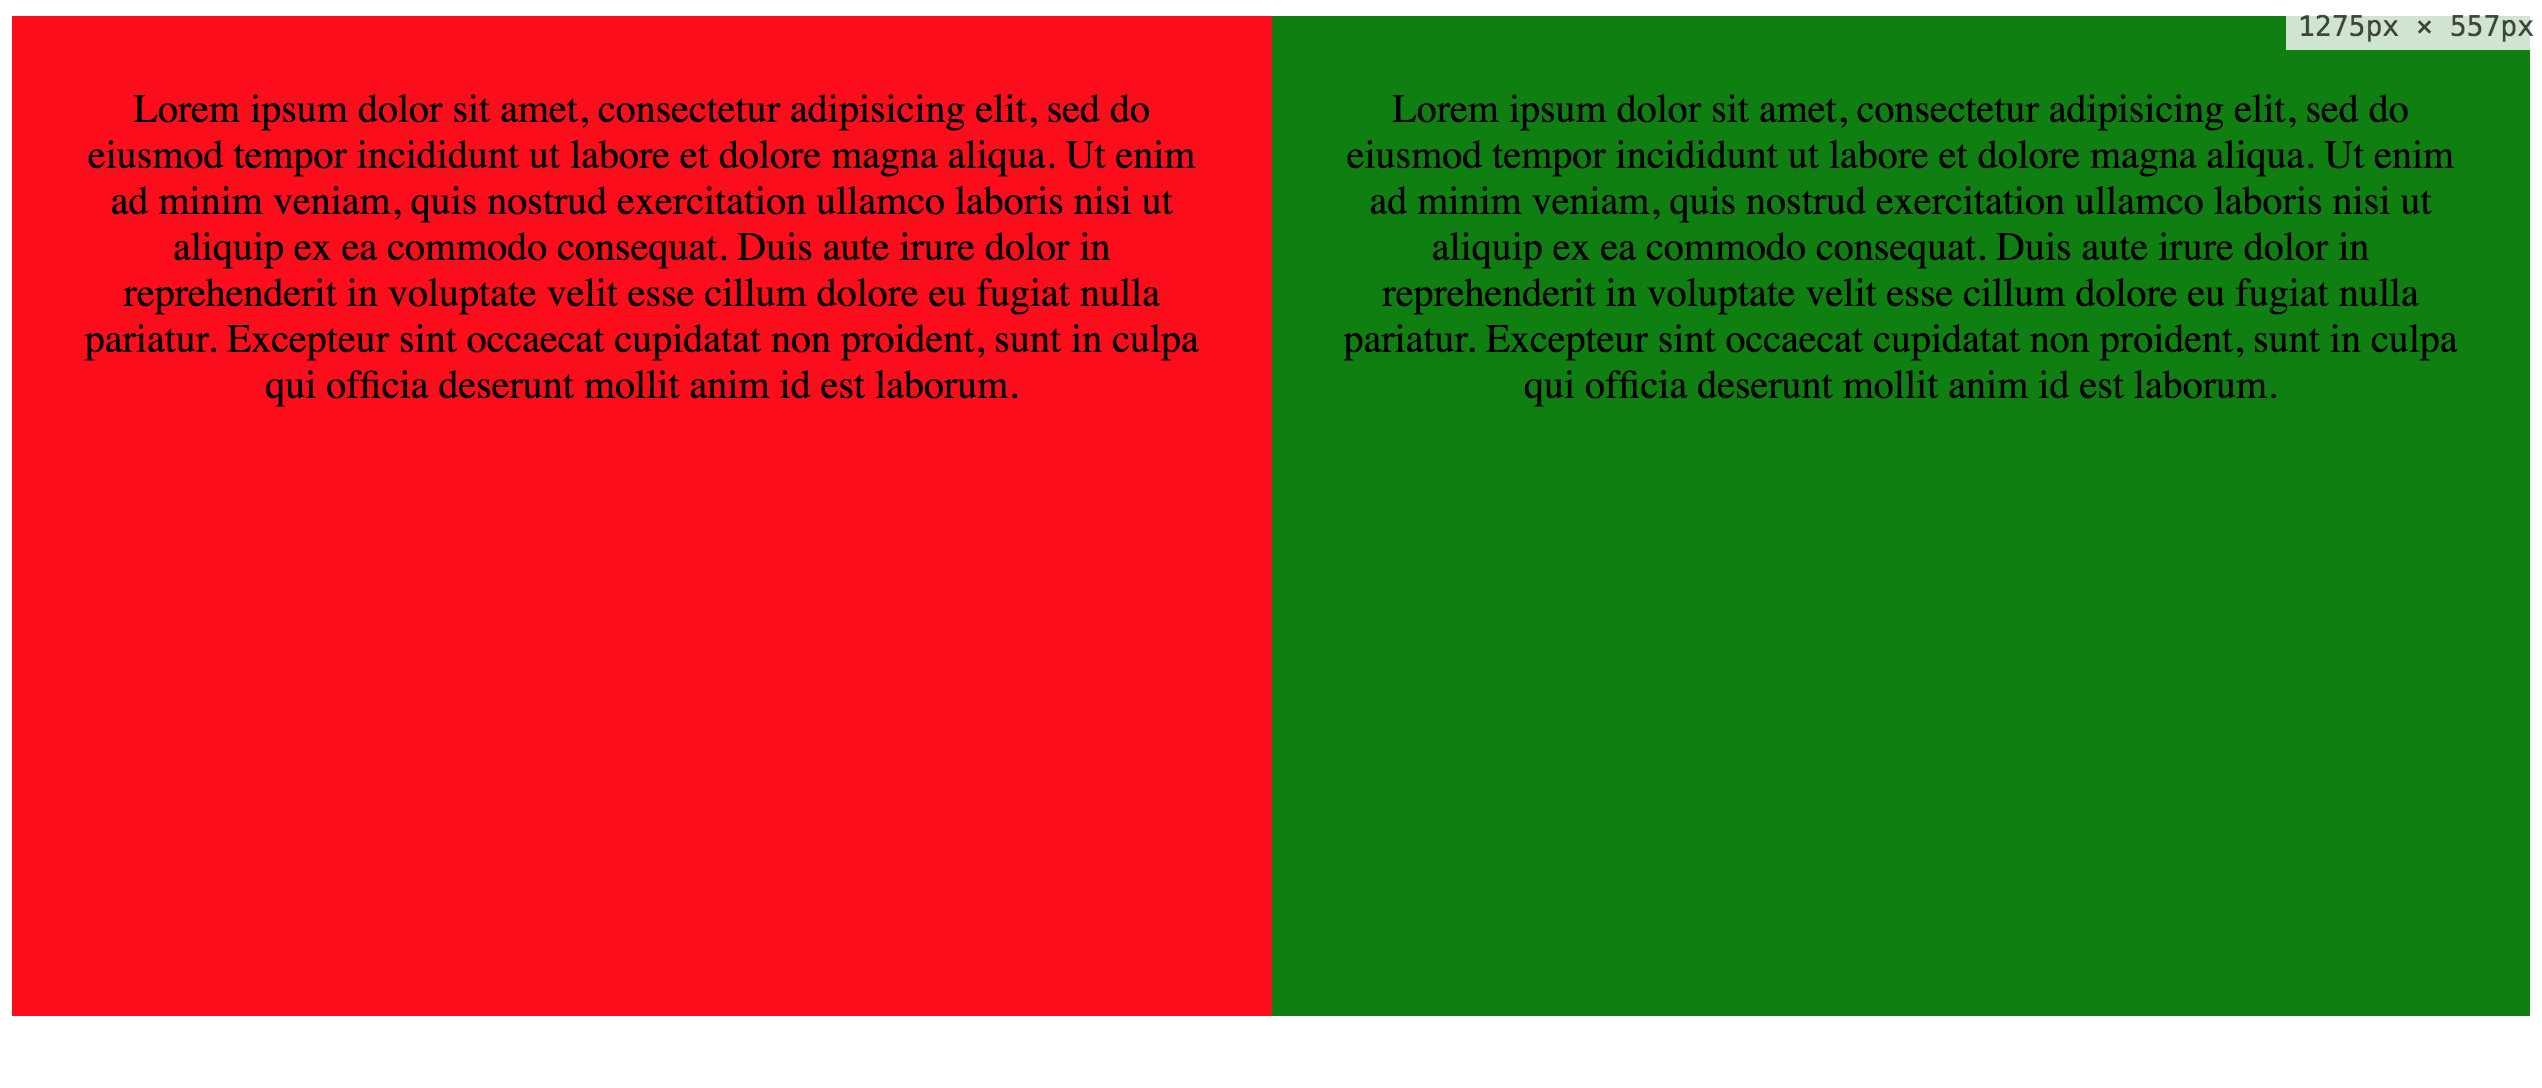 1275px × 557px
Lorem ipsum dolor sit amet, consectetur adipisicing elit, sed do
eiusmod tempor incididunt ut labore et dolore magna aliqua. Ut enim
ad minim veniam, quis nostrud exercitation ullamco laboris nisi ut
aliquip ex ea commodo consequat. Duis aute irure dolor in
reprehenderit in voluptate velit esse cillum dolore eu fugiat nulla
pariatur. Excepteur sint occaecat cupidatat non proident, sunt in culpa
qui officia deserunt mollit anim id est laborum.
Lorem ipsum dolor sit amet, consectetur adipisicing elit, sed do
eiusmod tempor incididunt ut labore et dolore magna aliqua. Ut enim
ad minim veniam, quis nostrud exercitation ullamco laboris nisi ut
aliquip ex ea commodo consequat. Duis aute irure dolor in
reprehenderit in voluptate velit esse cillum dolore eu fugiat nulla
pariatur. Excepteur sint occaecat cupidatat non proident, sunt in culpa
qui officia deserunt mollit anim id est laborum.